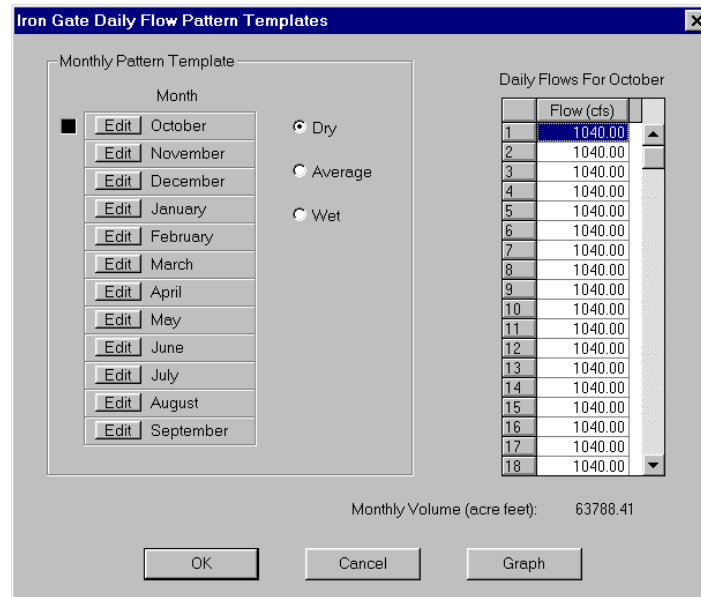 Iron Gate Daily Flow Pattern Templates
Monthly Pattern Template
Month
Edit October
Edit November
Edit December
Edit January
Edit February
Edit March
Edit April
Edit May
Edit June
Edit July
Edit August
Edit September
Dry
Average
Wet
Daily Flows For October
Flow (cfs)
1 1040.00
2 1040.00
3 1040.00
4 1040.00
5 1040.00
6 1040.00
7 1040.00
8 1040.00
9 1040.00
10 1040.00
11 1040.00
12 1040.00
13 1040.00
14 1040.00
15 1040.00
16 1040.00
17 1040.00
18 1040.00
Monthly Volume (acre feet): 63788.41
OK Cancel Graph